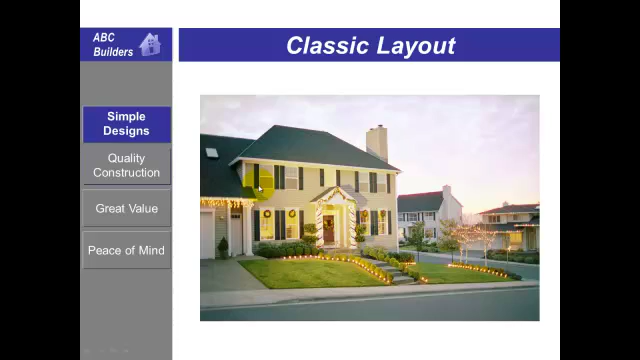 ABC
Builders
Classic Layout
Simple
Designs
Quality
Construction
Great Value
Peace of Mind